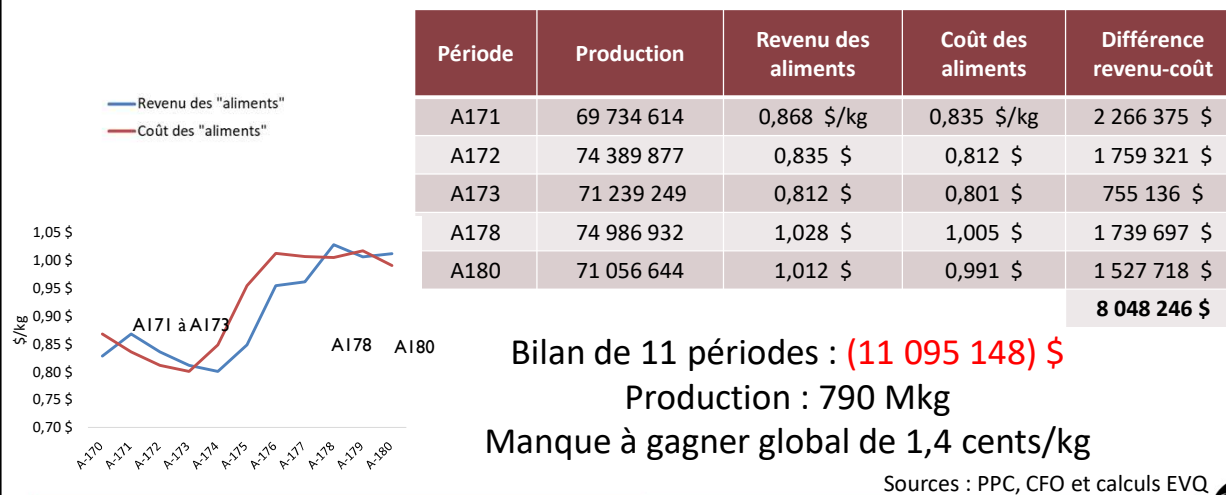 Revenu des "aliments"
Coût des "aliments"
1,05 $
1,00 $
0,95 $
0,90 $
0,85 $
0,80 $
0,75 $
0,70 $
$/kg
A171 à A173
A178
A180
A-170
A-171
A-172
A-173
A-174
A-175
A-176
A-177
A-178
A-179
A-180
Période Production Revenu des aliments Coût des aliments Différence revenu-coût
A171 69 734 614 0,868 $/kg 0,835 $/kg 2 266 375 $
A172 74 389 877 0,835 $ 0,812 $ 1 759 321 $
A173 71 239 249 0,812 $ 0,801 $ 755 136 $
A178 74 986 932 1,028 $ 1,005 $ 1 739 697 $
A180 71 056 644 1,012 $ 0,991 $ 1 527 718 $
8 048 246 $
Bilan de 11 périodes : (11 095 148) $
Production : 790 Mkg
Manque à gagner global de 1,4 cents/kg
Sources : PPC, CFO et calculs EVQ